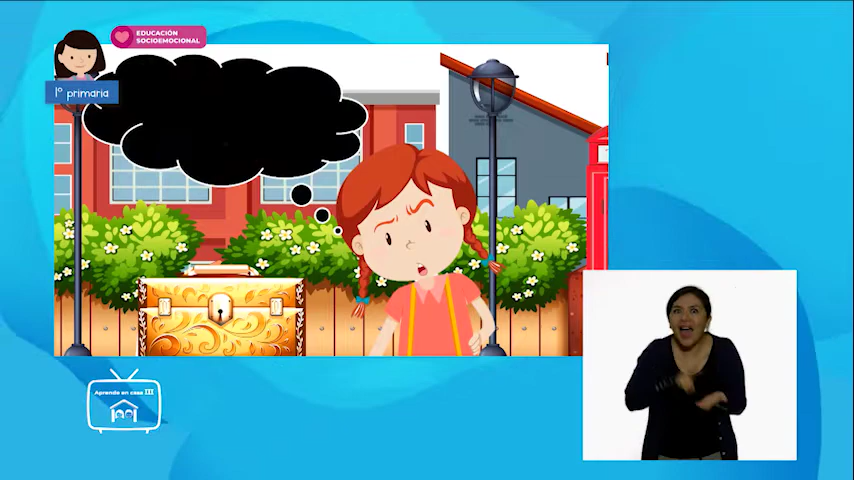 EDUCACIÓN
SOCIOEMOCIONAL
1° primaria
Aprende en casa III